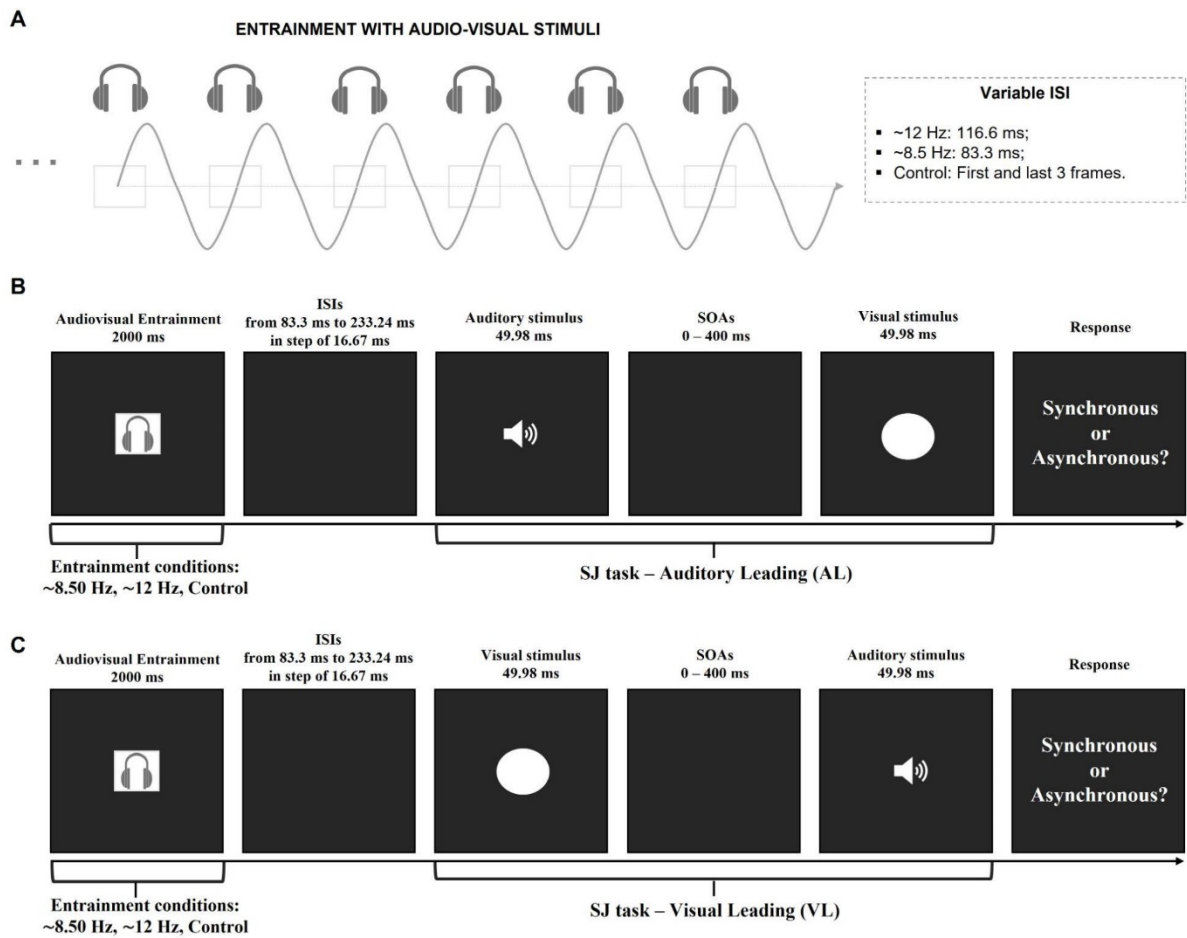 A
ENTRAINMENT WITH AUDIO-VISUAL STIMULI
Variable ISI
▪ ~12 Hz: 116.6 ms;
▪ ~8.5 Hz: 83.3 ms;
▪ Control: First and last 3 frames.
B
Audiovisual Entrainment
2000 ms
ISIs
from 83.3 ms to 233.24 ms
in step of 16.67 ms
Auditory stimulus
49.98 ms
SOAs
0 – 400 ms
Visual stimulus
49.98 ms
Response
Synchronous
or
Asynchronous?
Entrainment conditions:
~8.50 Hz, ~12 Hz, Control
SJ task – Auditory Leading (AL)
C
Audiovisual Entrainment
2000 ms
ISIs
from 83.3 ms to 233.24 ms
in step of 16.67 ms
Visual stimulus
49.98 ms
SOAs
0 – 400 ms
Auditory stimulus
49.98 ms
Response
Synchronous
or
Asynchronous?
Entrainment conditions:
~8.50 Hz, ~12 Hz, Control
SJ task – Visual Leading (VL)